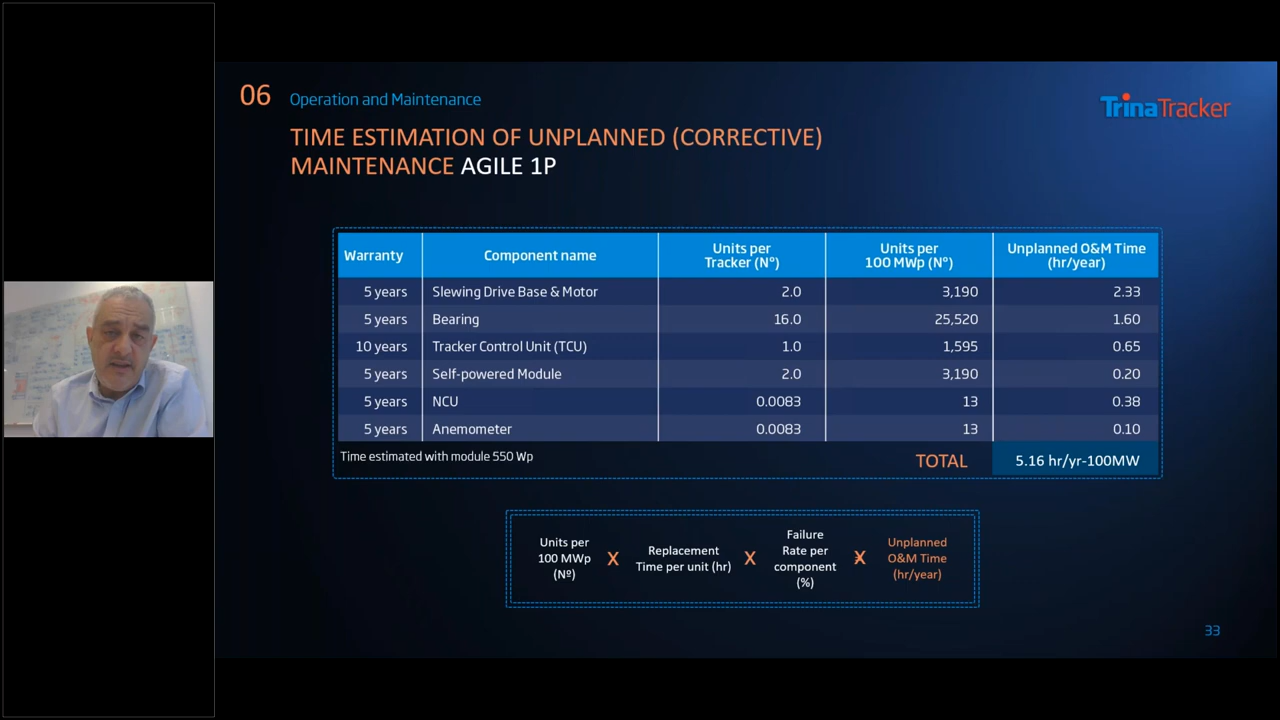 06 Operation and Maintenance
TrinaTracker
TIME ESTIMATION OF UNPLANNED (CORRECTIVE)
MAINTENANCE AGILE 1P
Warranty Component name Units per Tracker (N°) Units per 100 MWp (N°) Unplanned O&M Time (hr/year)
5 years Slewing Drive Base & Motor 2.0 3,190 2.33
5 years Bearing 16.0 25,520 1.60
10 years Tracker Control Unit (TCU) 1.0 1,595 0.65
5 years Self-powered Module 2.0 3,190 0.20
5 years NCU 0.0083 13 0.38
5 years Anemometer 0.0083 13 0.10
Time estimated with module 550 Wp TOTAL 5.16 hr/yr-100MW
Units per
100 MWp
(Nº)
X
Replacement
Time per unit (hr)
X
Failure
Rate per
component
(%)
X
Unplanned
O&M Time
(hr/year)
33